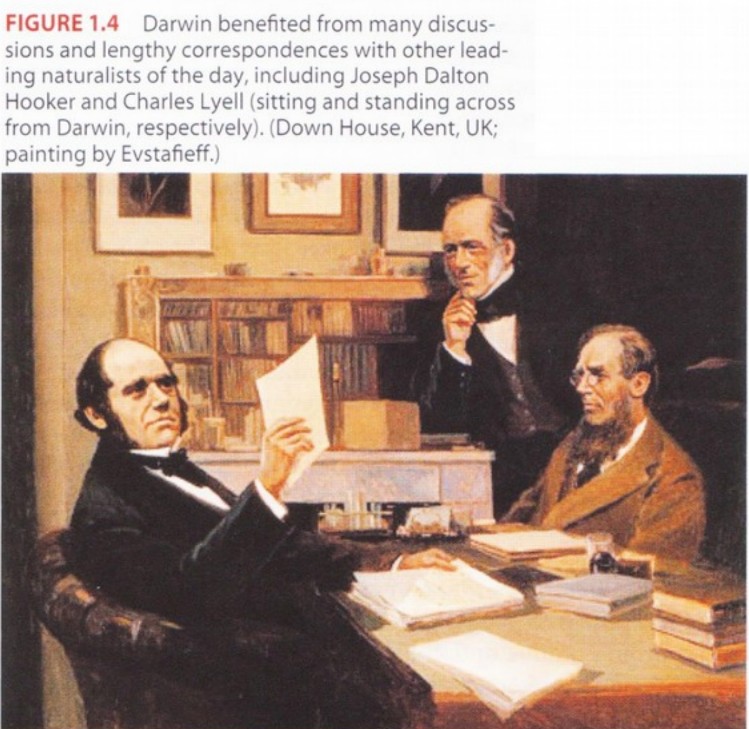 FIGURE 1.4 Darwin benefited from many discus-
sions and lengthy correspondences with other lead-
ing naturalists of the day, including Joseph Dalton
Hooker and Charles Lyell (sitting and standing across
from Darwin, respectively). (Down House, Kent, UK;
painting by Evstafieff.)